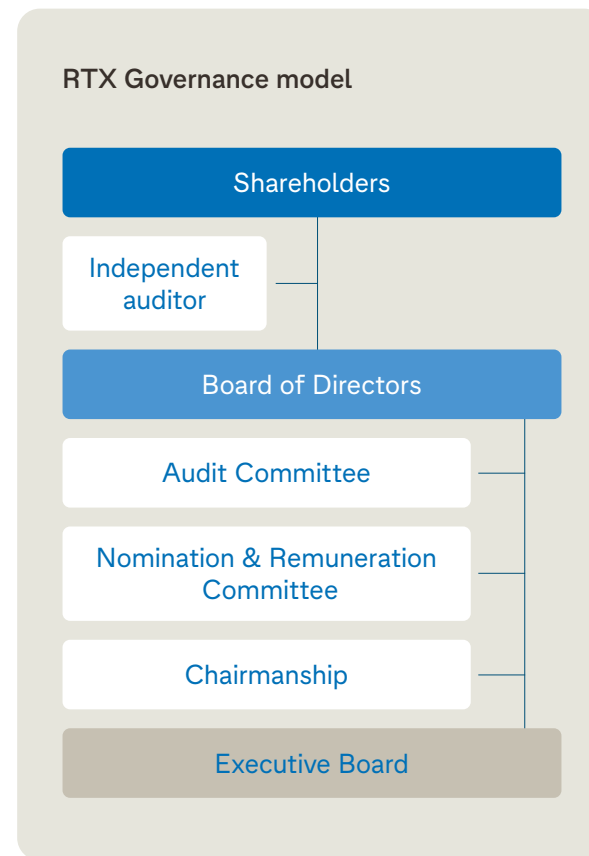 RTX Governance model
Shareholders
Independent
auditor
Board of Directors
Audit Committee
Nomination & Remuneration
Committee
Chairmanship
Executive Board